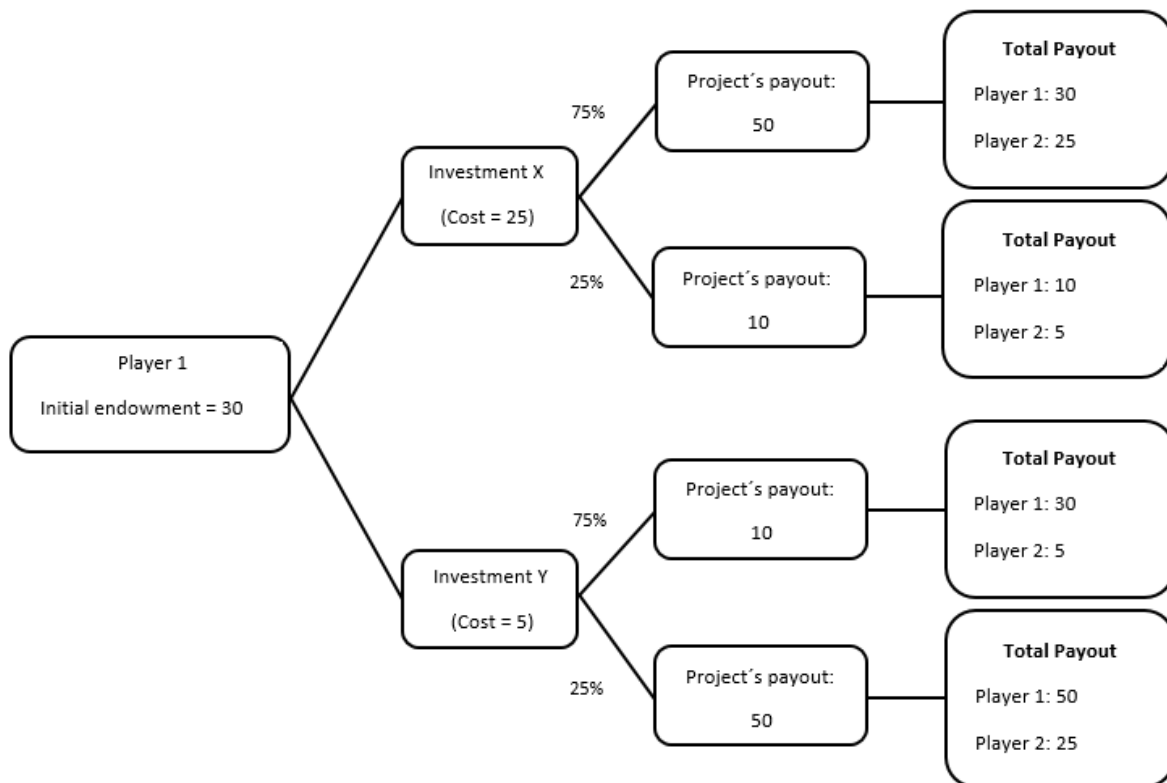 Player 1
Initial endowment = 30
Investment X
(Cost = 25)
75%
25%
Project´s payout:
50
Total Payout
Player 1: 30
Player 2: 25
Project´s payout:
10
Total Payout
Player 1: 10
Player 2: 5
Investment Y
(Cost = 5)
75%
25%
Project´s payout:
10
Total Payout
Player 1: 30
Player 2: 5
Project´s payout:
50
Total Payout
Player 1: 50
Player 2: 25